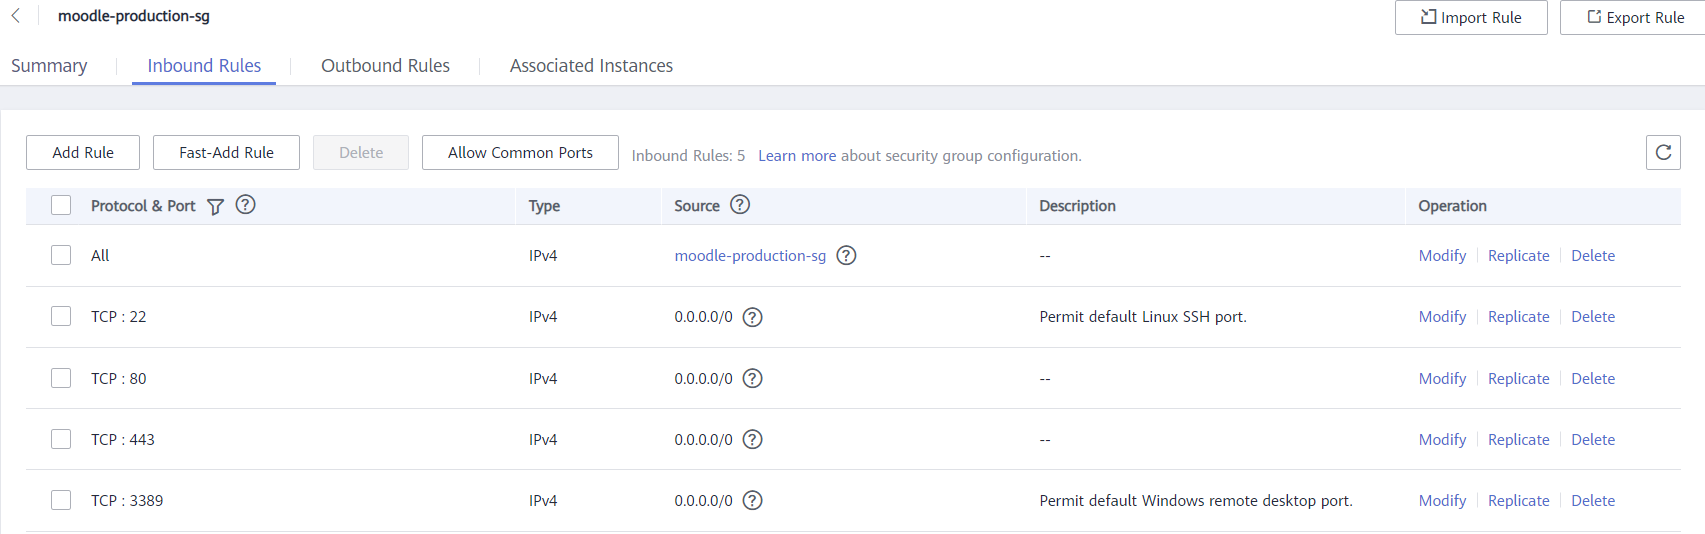 moodle-production-sg
Import Rule
Export Rule
Summary
Inbound Rules
Outbound Rules
Associated Instances
Add Rule
Fast-Add Rule
Delete
Allow Common Ports
Inbound Rules: 5 Learn more about security group configuration.
Protocol & Port Type Source Description Operation
All IPv4 moodle-production-sg -- Modify Replicate Delete
TCP : 22 IPv4 0.0.0.0/0 Permit default Linux SSH port. Modify Replicate Delete
TCP : 80 IPv4 0.0.0.0/0 -- Modify Replicate Delete
TCP : 443 IPv4 0.0.0.0/0 -- Modify Replicate Delete
TCP : 3389 IPv4 0.0.0.0/0 Permit default Windows remote desktop port. Modify Replicate Delete